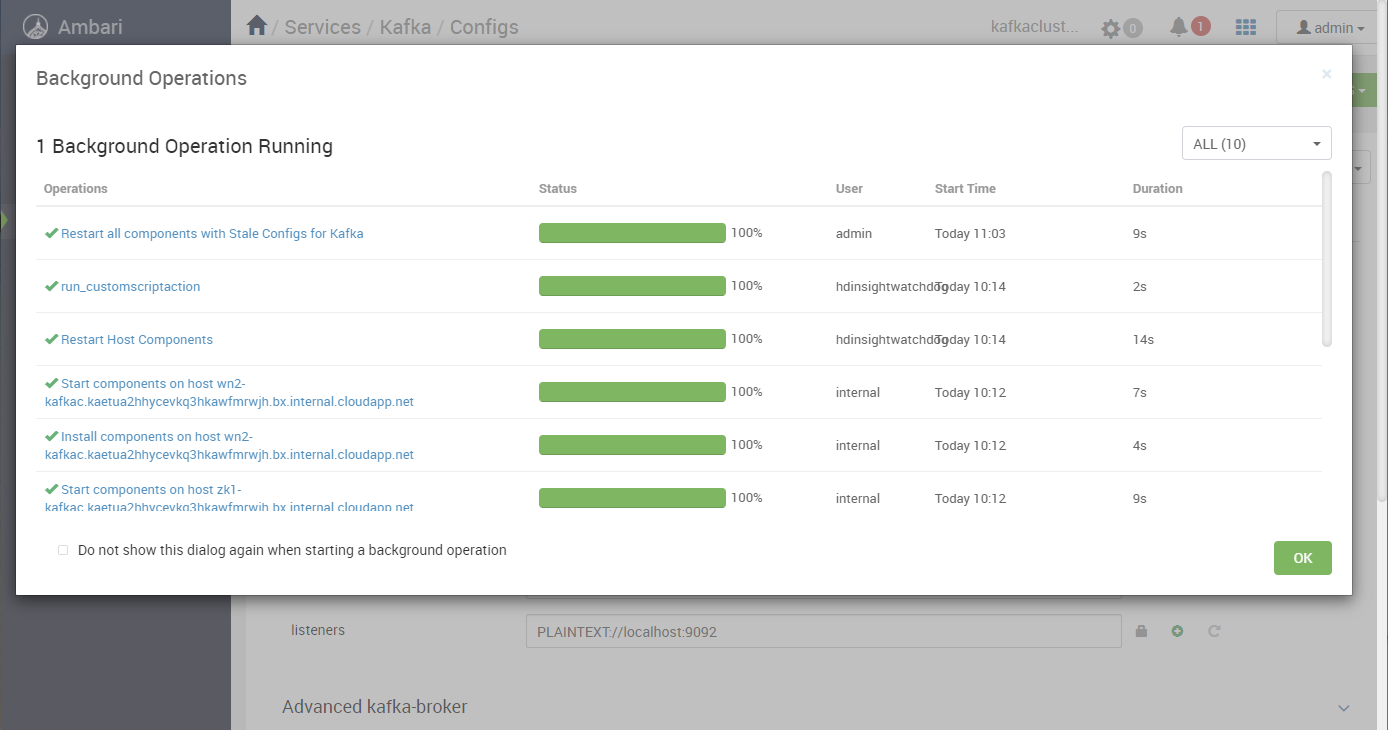 Ambari
/ Services / Kafka / Configs
kafkaclust...
0
1
admin
Background Operations
×
1 Background Operation Running
ALL (10)
Operations Status User Start Time Duration
Restart all components with Stale Configs for Kafka 100% admin Today 11:03 9s
run_customscriptaction 100% hdinsightwatchdog Today 10:14 2s
Restart Host Components 100% hdinsightwatchdog Today 10:14 14s
Start components on host wn2-
kafkac.kaetua2hhycevkq3hkawfmrwjh.bx.internal.cloudapp.net 100% internal Today 10:12 7s
Install components on host wn2-
kafkac.kaetua2hhycevkq3hkawfmrwjh.bx.internal.cloudapp.net 100% internal Today 10:12 4s
Start components on host zk1-
kafkac.kaetua2hhycevkq3hkawfmrwjh.bx.internal.cloudapp.net 100% internal Today 10:12 9s
Do not show this dialog again when starting a background operation
OK
listeners PLAINTEXT://localhost:9092
Advanced kafka-broker